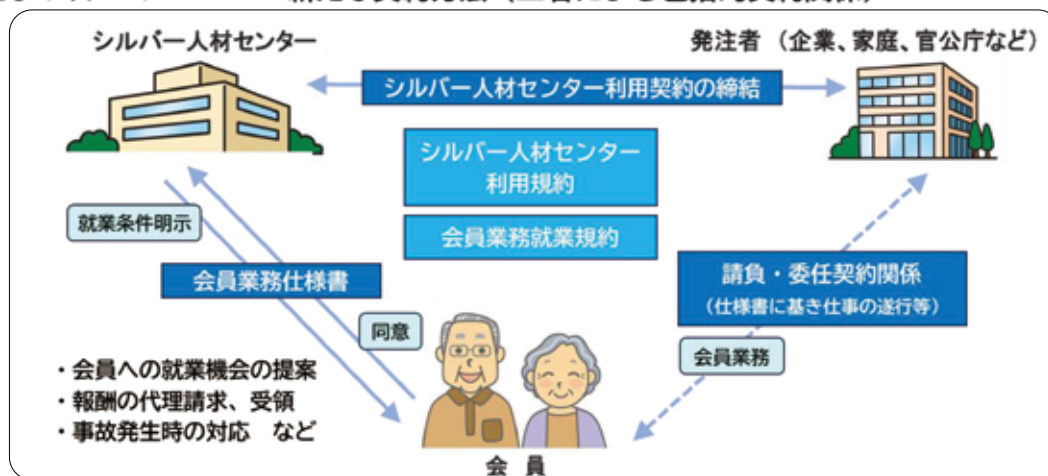 シルバー人材センター
発注者（企業、家庭、官公庁など）
シルバー人材センター利用契約の締結
シルバー人材センター
利用規約
就業条件明示
会員業務就業規約
会員業務仕様書
請負・委任契約関係
（仕様書に基き仕事の遂行等）
同意
会員業務
・会員への就業機会の提案
・報酬の代理請求、受領
・事故発生時の対応　など
会　員